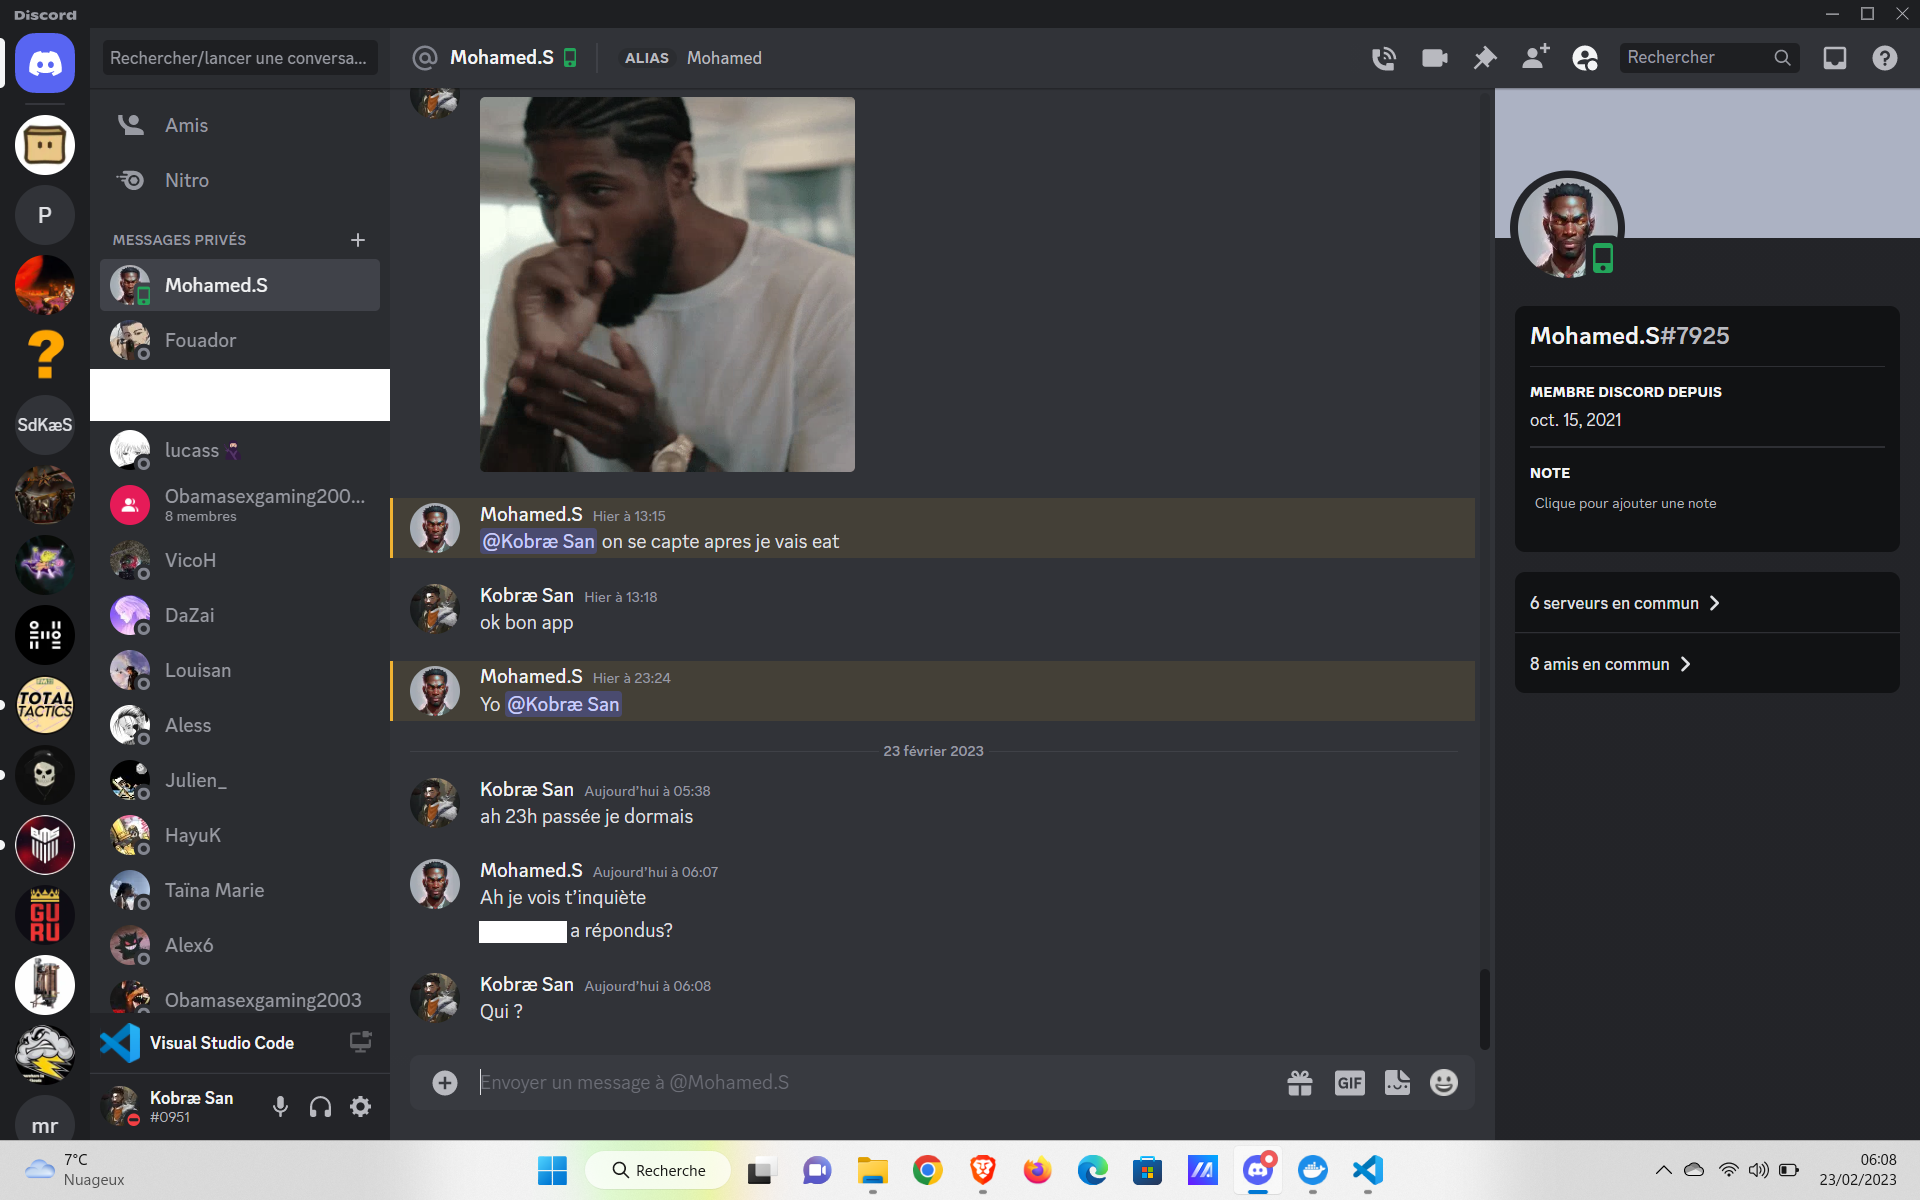 Discord
Rechercher/lancer une conversa...
Amis
Nitro
MESSAGES PRIVÉS
Mohamed.S
Fouador
lucass
Obamasexgaming200...
8 membres
VicoH
DaZai
Louisan
Aless
Julien_
HayuK
Taïna Marie
Alex6
Obamasexgaming2003
Visual Studio Code
Kobræ San
#0951
P
SdKæS
TOTAL
TACTICS
GU
RU
mr
Mohamed.S
ALIAS Mohamed
Rechercher
Mohamed.S Hier à 13:15
@Kobræ San on se capte apres je vais eat
Kobræ San Hier à 13:18
ok bon app
Mohamed.S Hier à 23:24
Yo @Kobræ San
23 février 2023
Kobræ San Aujourd’hui à 05:38
ah 23h passée je dormais
Mohamed.S Aujourd’hui à 06:07
Ah je vois t’inquiète
a répondus?
Kobræ San Aujourd’hui à 06:08
Qui ?
Envoyer un message à @Mohamed.S
GIF
Mohamed.S#7925
MEMBRE DISCORD DEPUIS
oct. 15, 2021
NOTE
Clique pour ajouter une note
6 serveurs en commun
8 amis en commun
7°C
Nuageux
Recherche
06:08
23/02/2023